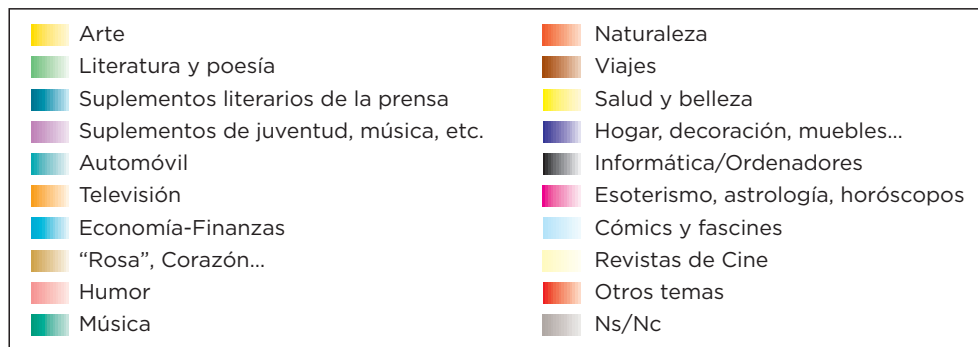 Arte
Literatura y poesía
Suplementos literarios de la prensa
Suplementos de juventud, música, etc.
Automóvil
Televisión
Economía-Finanzas
“Rosa”, Corazón...
Humor
Música
Naturaleza
Viajes
Salud y belleza
Hogar, decoración, muebles...
Informática/Ordenadores
Esoterismo, astrología, horóscopos
Cómics y fascines
Revistas de Cine
Otros temas
Ns/Nc